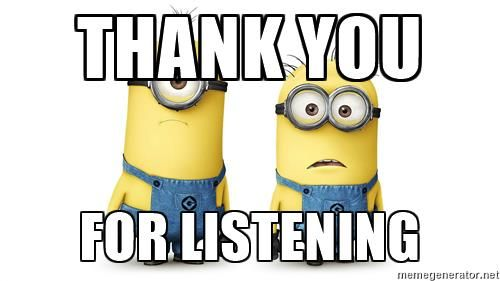 THANK YOU
FOR LISTENING
memegenerator.net